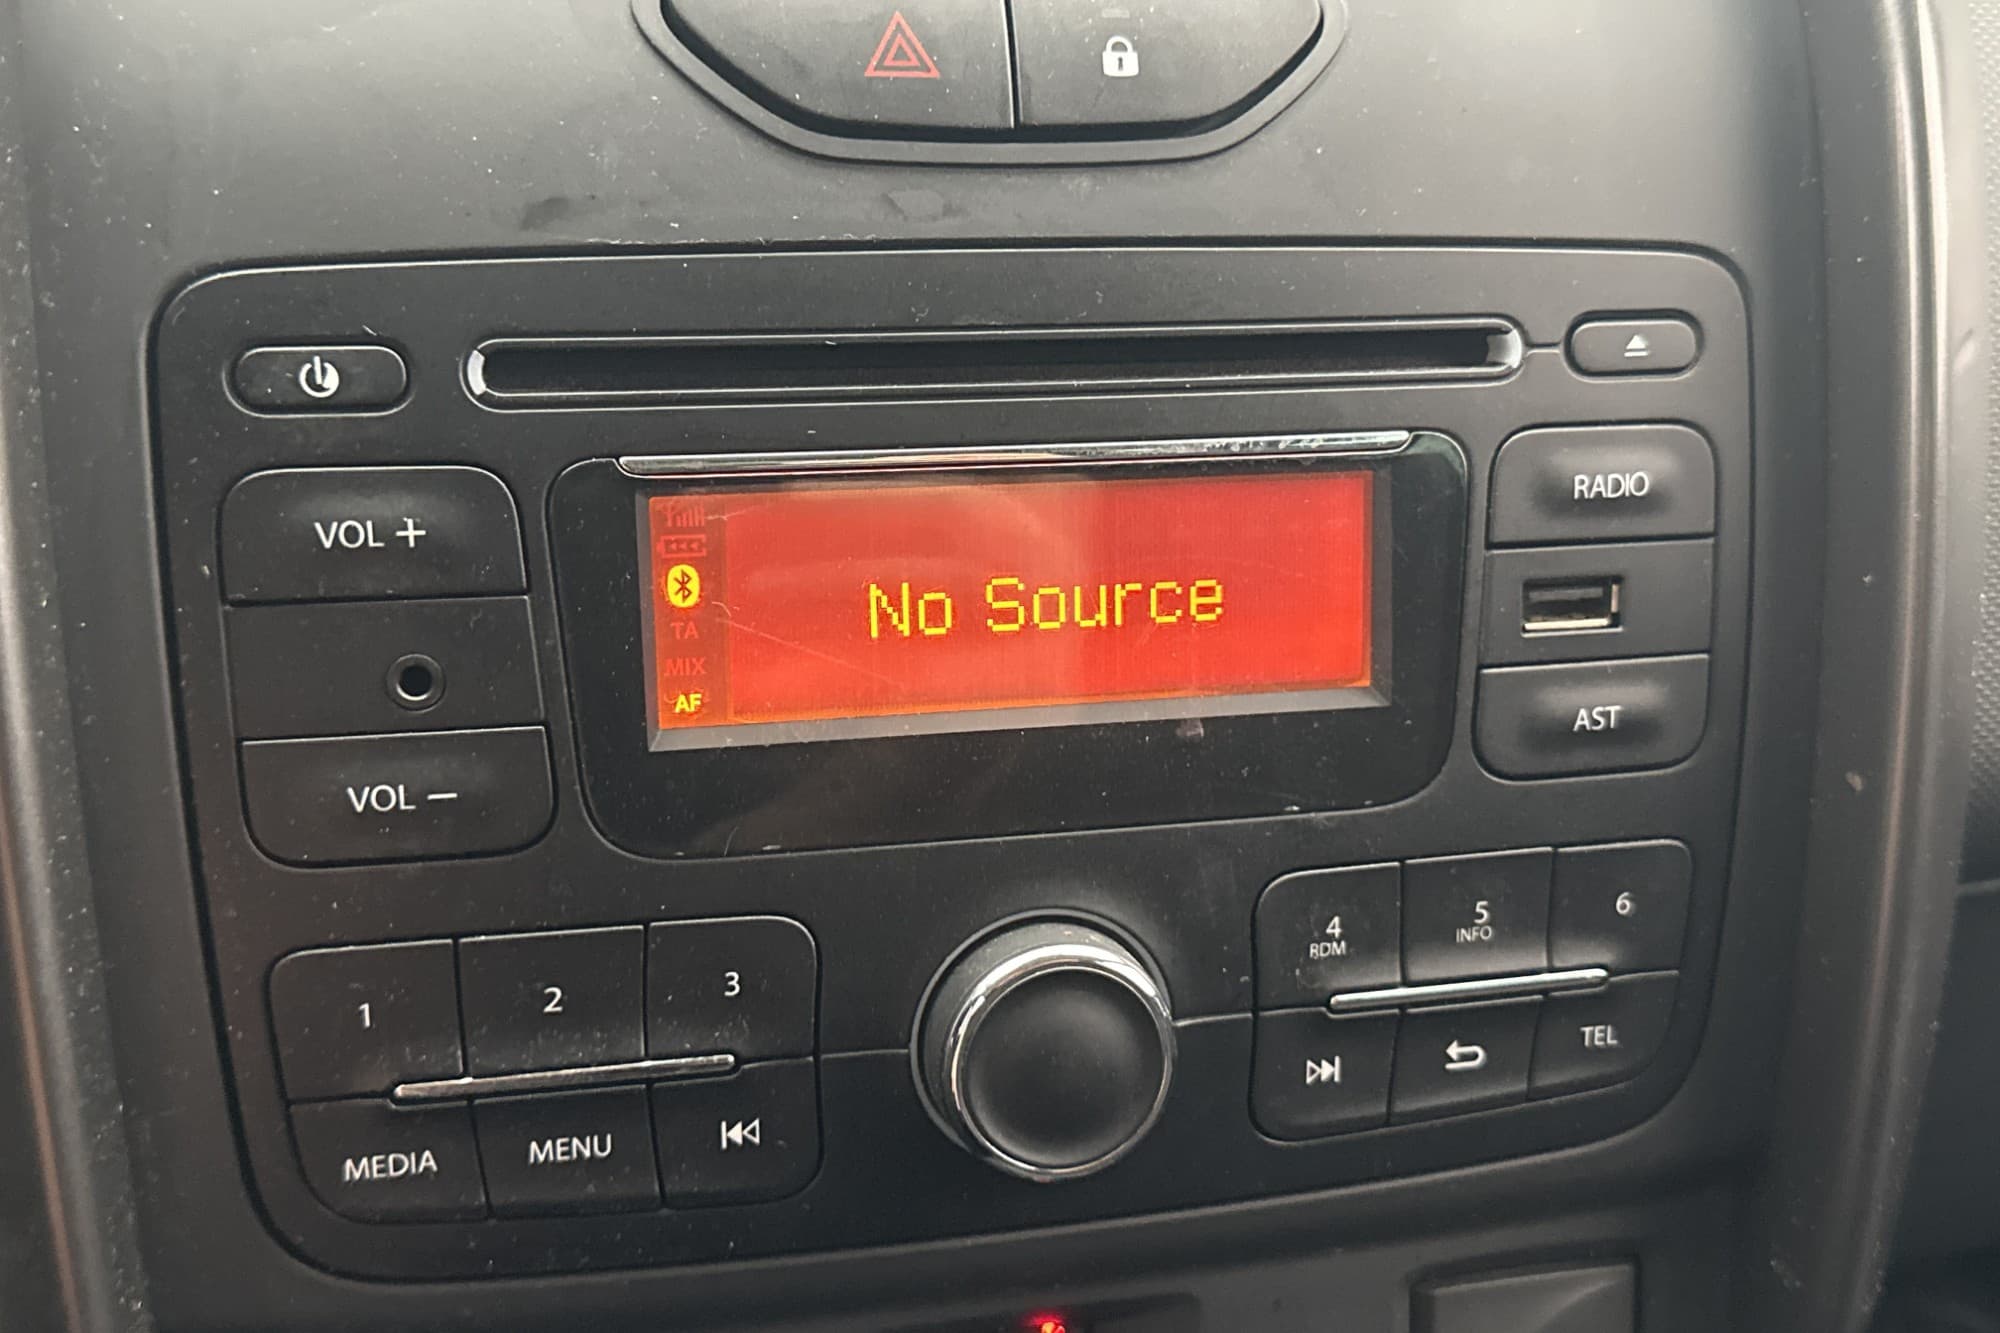 VOL +
VOL −
TA
MIX
AF
No Source
RADIO
AST
1
2
3
MEDIA
MENU
4
RDM
5
INFO
6
TEL